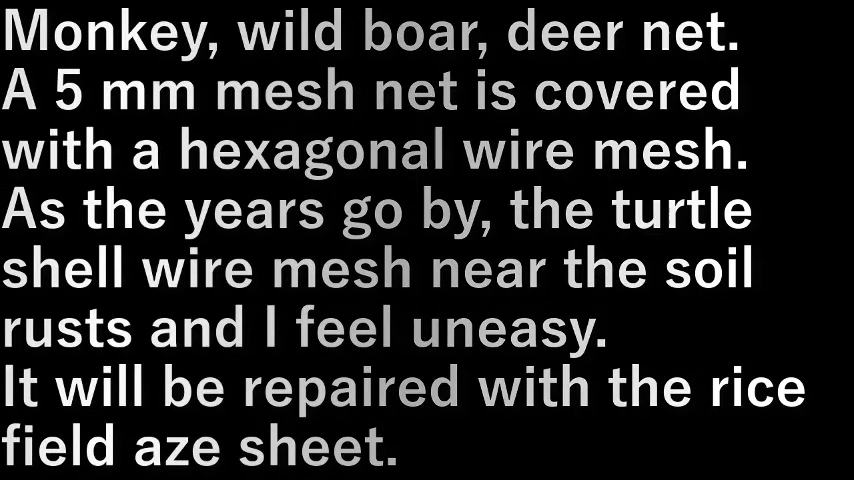 Monkey, wild boar, deer net.
A 5 mm mesh net is covered
with a hexagonal wire mesh.
As the years go by, the turtle
shell wire mesh near the soil
rusts and I feel uneasy.
It will be repaired with the rice
field aze sheet.